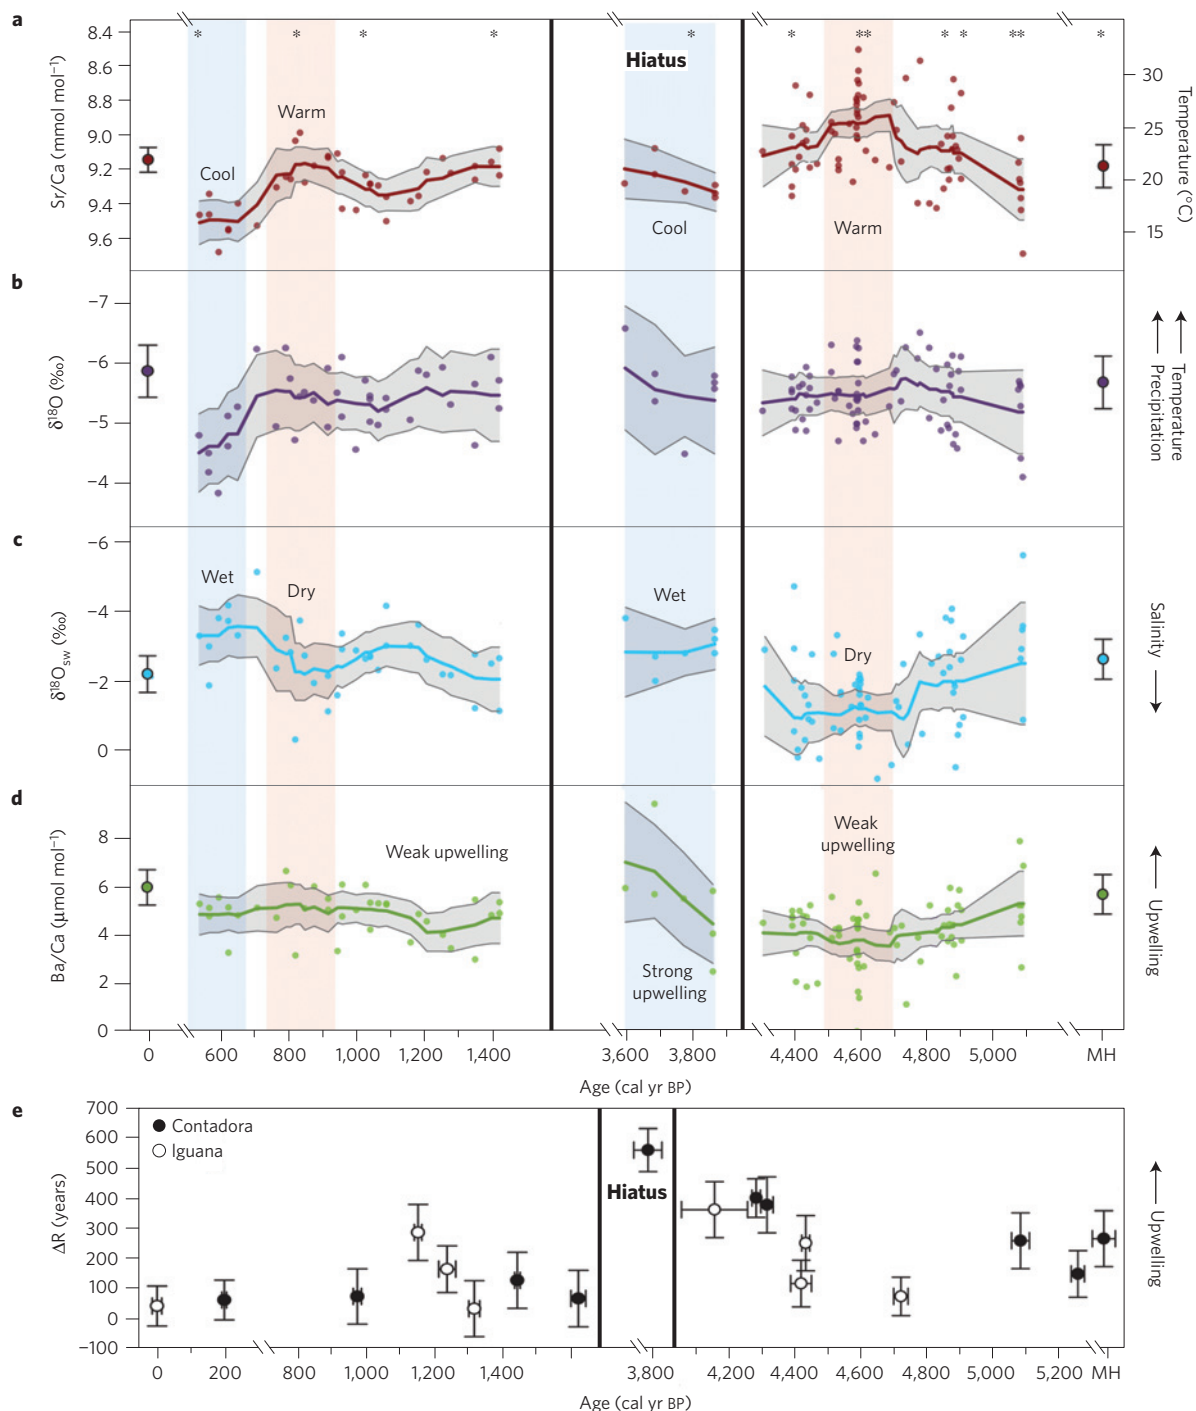 a
* * * * * * ** * * ** *
8.4
8.6
8.8
9.0
9.2
9.4
9.6
Sr/Ca (mmol mol⁻¹)
Cool
Warm
Hiatus
Cool
Warm
30
25
20
15
Temperature (°C)
b
−7
−6
−5
−4
δ¹⁸O (‰)
Temperature
Precipitation
c
−6
−4
−2
0
δ¹⁸Osw (‰)
Wet
Dry
Wet
Dry
Salinity
d
8
6
4
2
0
Ba/Ca (μmol mol⁻¹)
Weak upwelling
Strong
upwelling
Weak
upwelling
Upwelling
0 600 800 1,000 1,200 1,400 3,600 3,800 4,400 4,600 4,800 5,000 MH
Age (cal yr BP)
e
700
600
500
400
300
200
100
0
−100
ΔR (years)
Contadora
Iguana
Hiatus
Upwelling
0 200 800 1,000 1,200 1,400 3,800 4,200 4,400 4,600 4,800 5,000 5,200 MH
Age (cal yr BP)